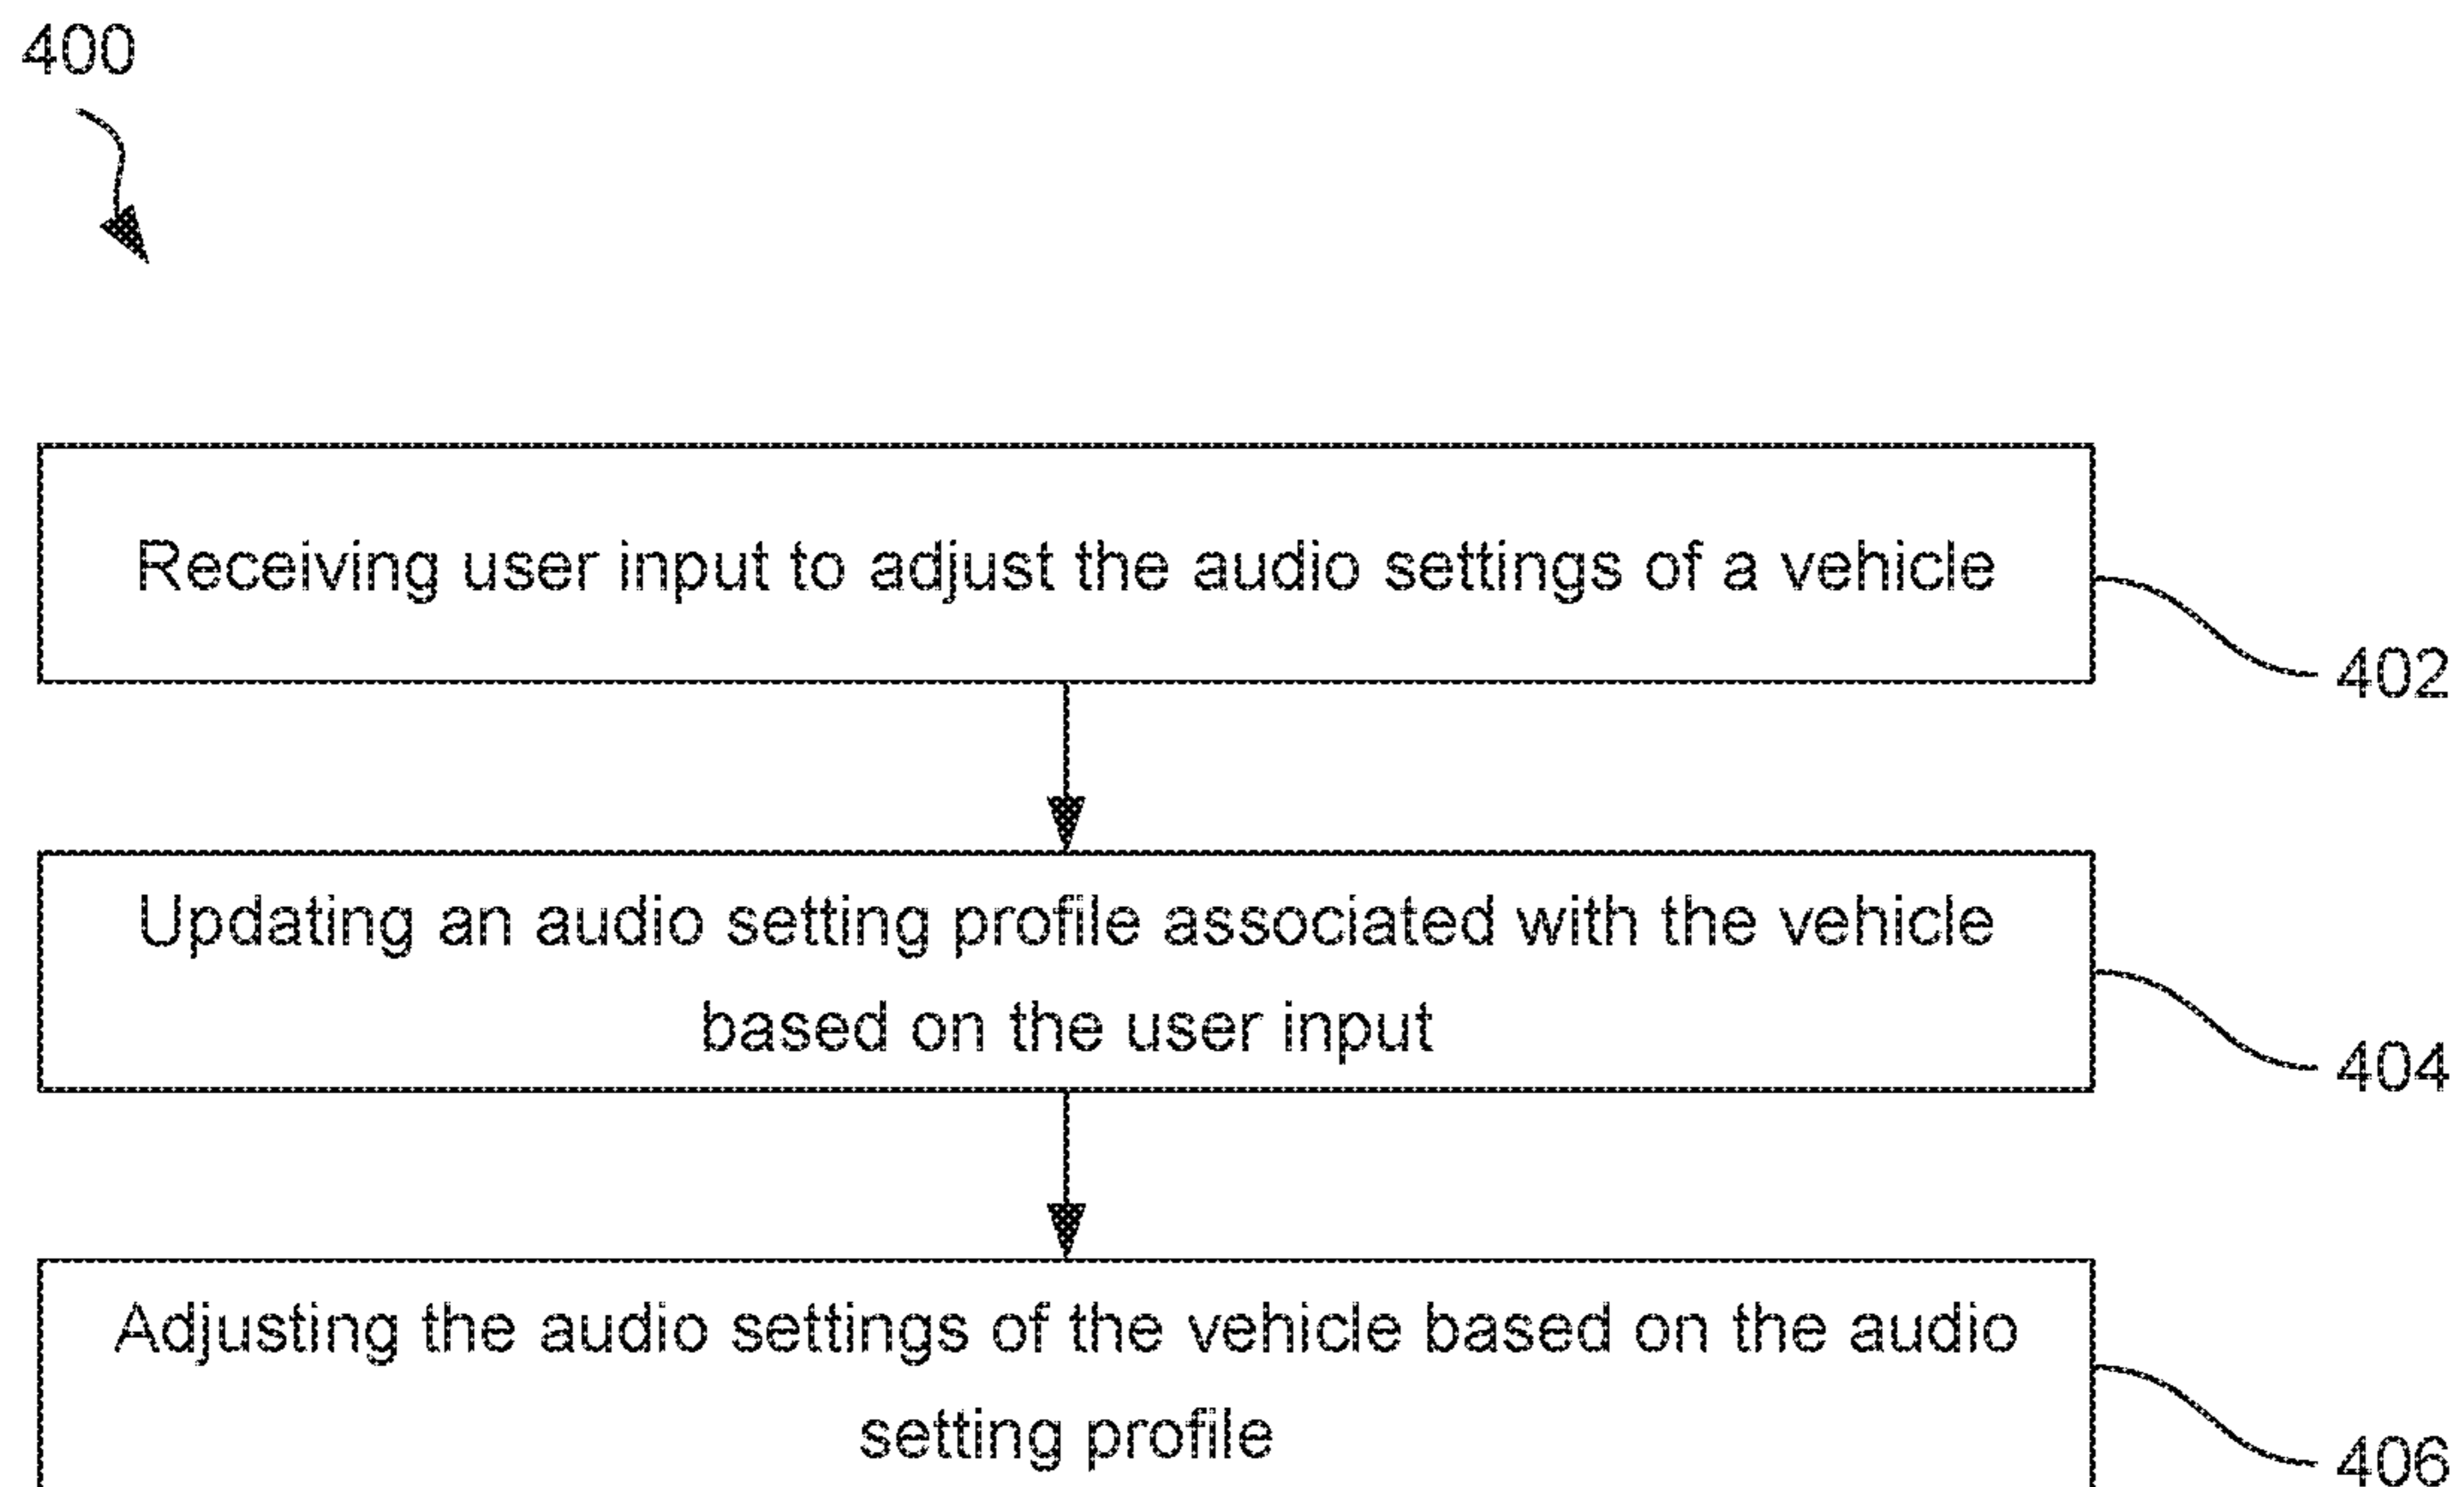 400
Receiving user input to adjust the audio settings of a vehicle
402
Updating an audio setting profile associated with the vehicle
based on the user input
404
Adjusting the audio settings of the vehicle based on the audio
setting profile
406